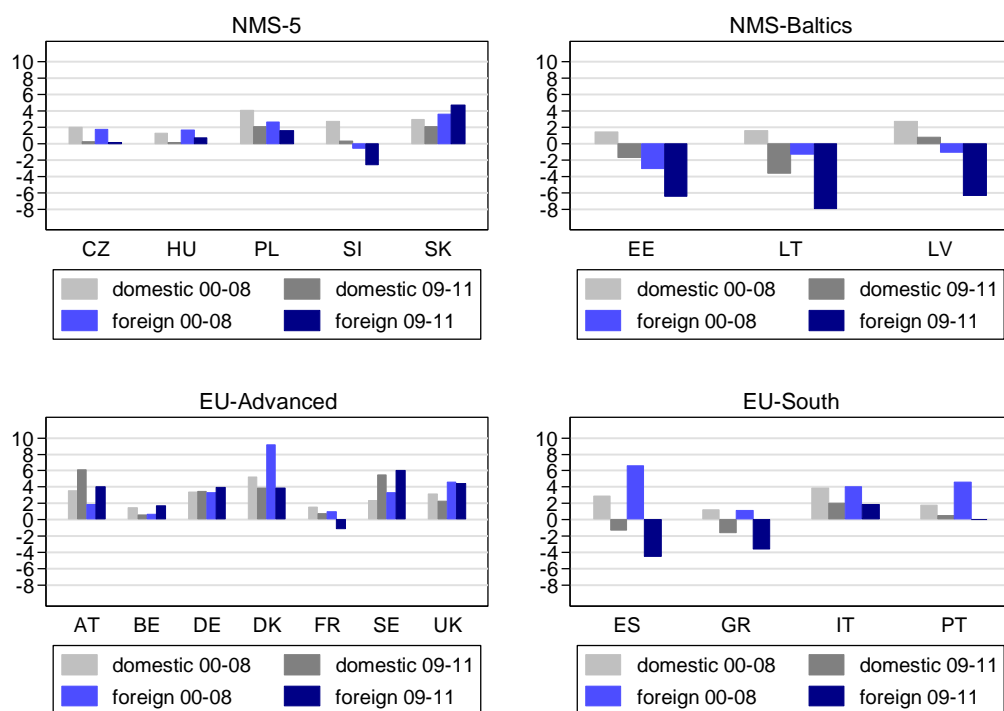 NMS-5
10
8
6
4
2
0
-2
-4
-6
-8
CZ HU PL SI SK
domestic 00-08 domestic 09-11
foreign 00-08 foreign 09-11
NMS-Baltics
10
8
6
4
2
0
-2
-4
-6
-8
EE LT LV
domestic 00-08 domestic 09-11
foreign 00-08 foreign 09-11
EU-Advanced
10
8
6
4
2
0
-2
-4
-6
-8
AT BE DE DK FR SE UK
domestic 00-08 domestic 09-11
foreign 00-08 foreign 09-11
EU-South
10
8
6
4
2
0
-2
-4
-6
-8
ES GR IT PT
domestic 00-08 domestic 09-11
foreign 00-08 foreign 09-11